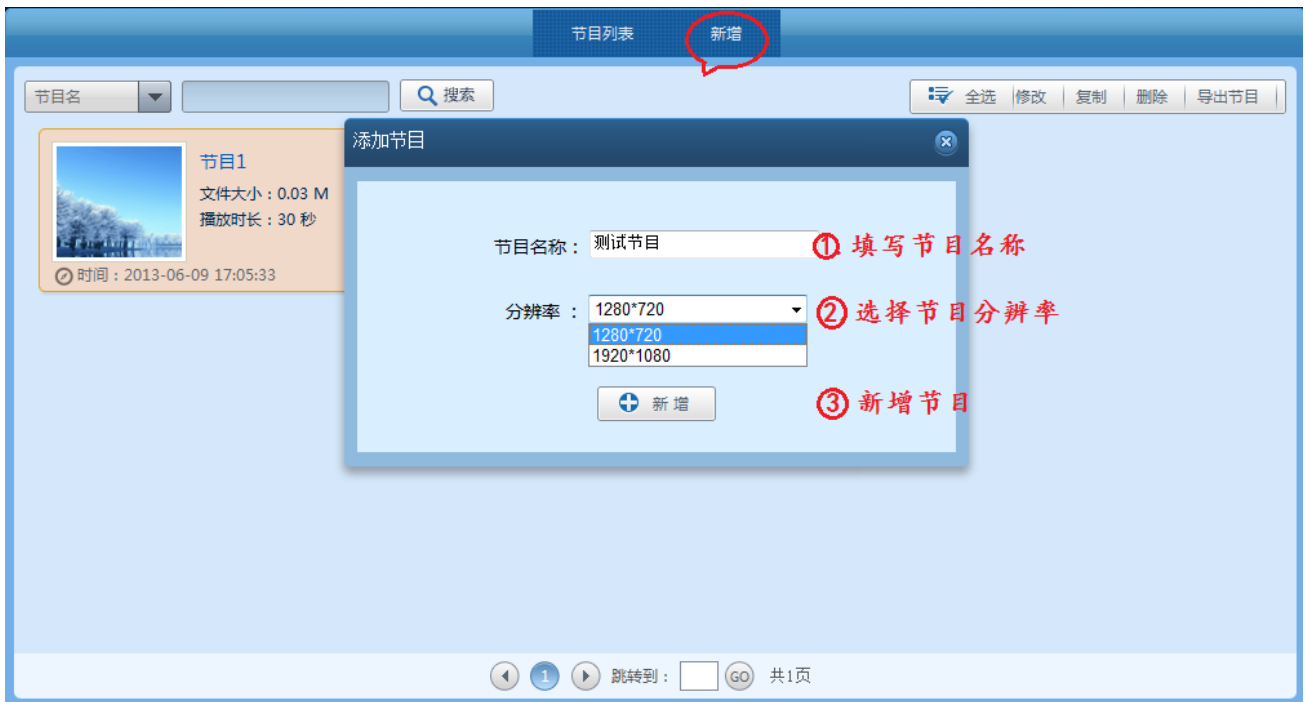 节目列表 新增
节目名 搜索 全选 修改 复制 删除 导出节目
添加节目
节目1
文件大小：0.03 M
播放时长：30 秒
时间：2013-06-09 17:05:33
节目名称： 测试节目 ① 填写节目名称
分辨率 ： 1280*720 ② 选择节目分辨率
1280*720
1920*1080
新增 ③ 新增节目
1 跳转到： GO 共1页